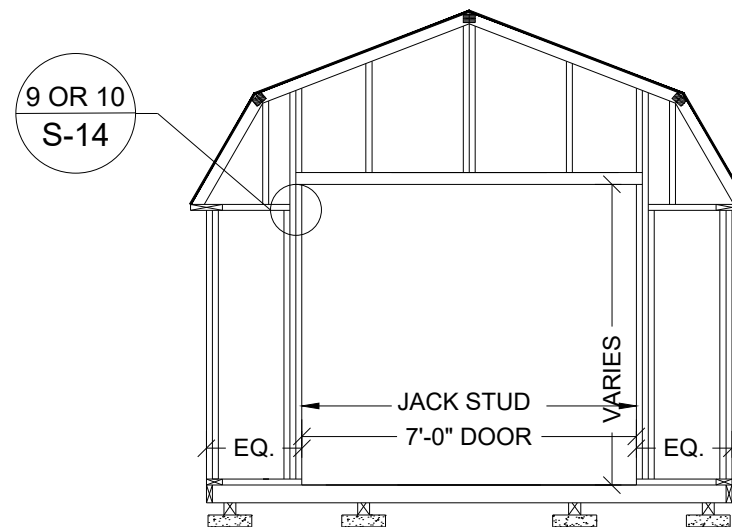 9 OR 10
S-14
VARIES
JACK STUD
7'-0" DOOR
EQ.
EQ.